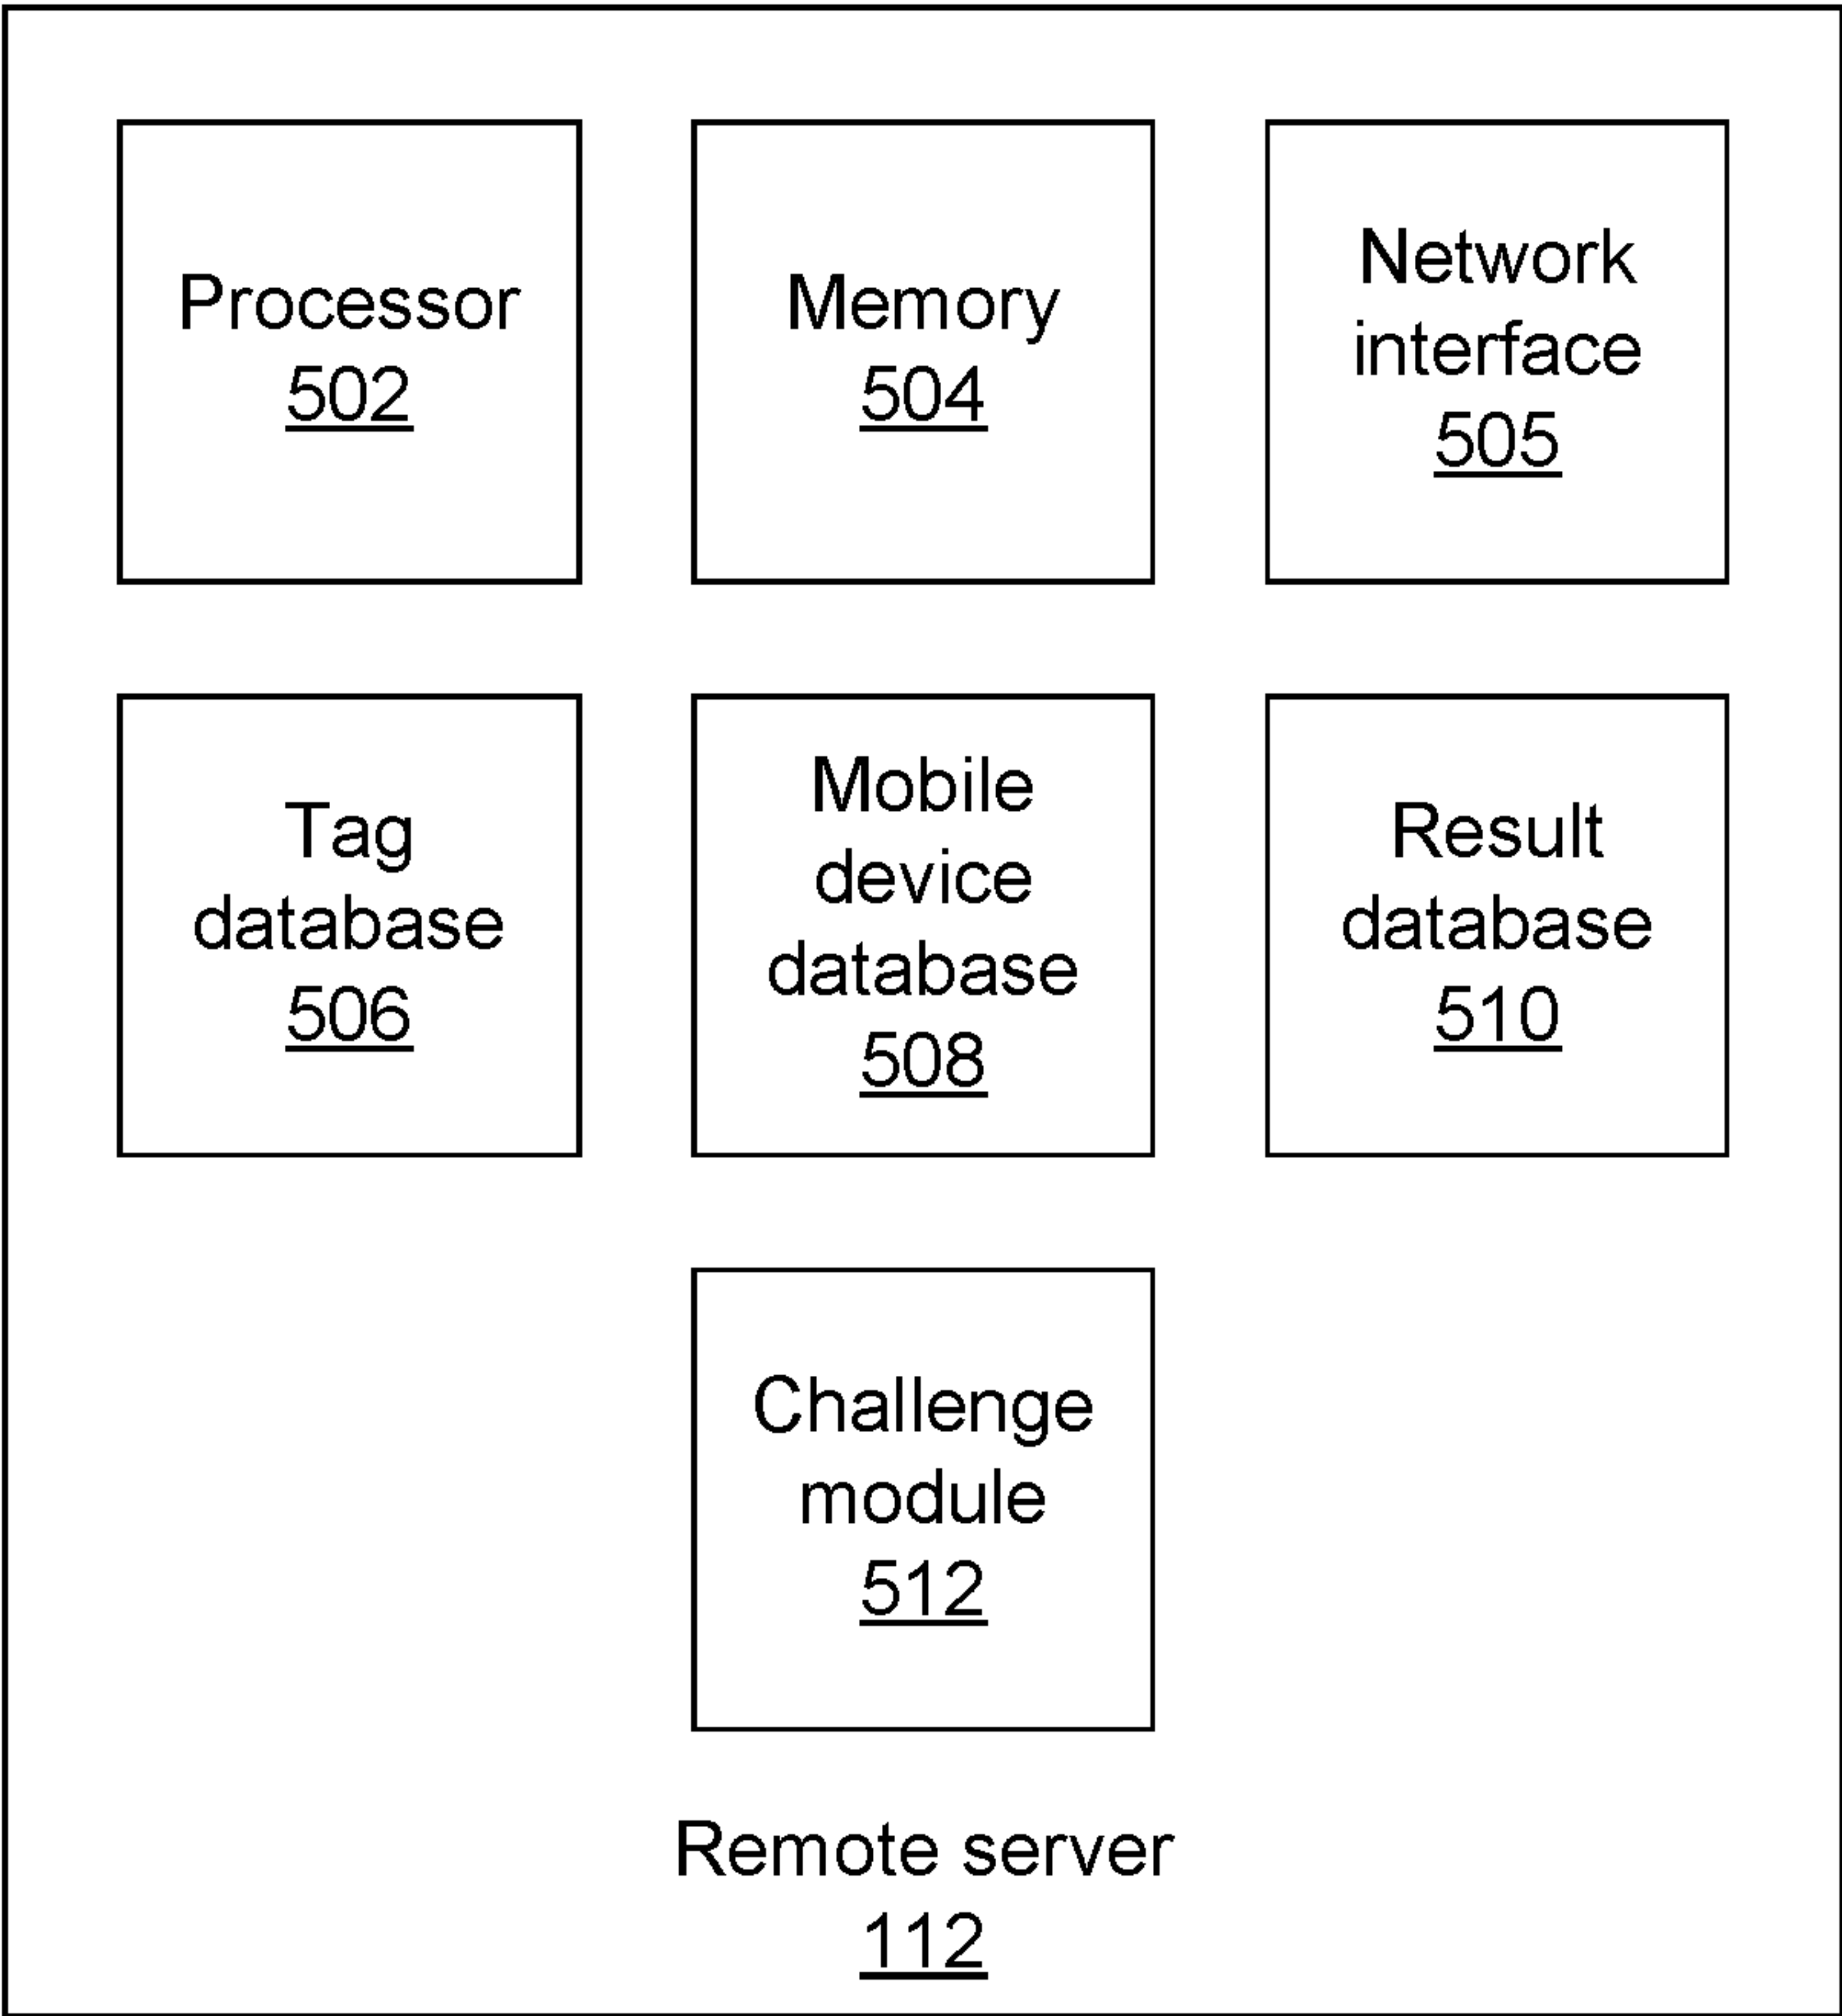 Processor
502
Memory
504
Network
interface
505
Tag
database
506
Mobile
device
database
508
Result
database
510
Challenge
module
512
Remote server
112